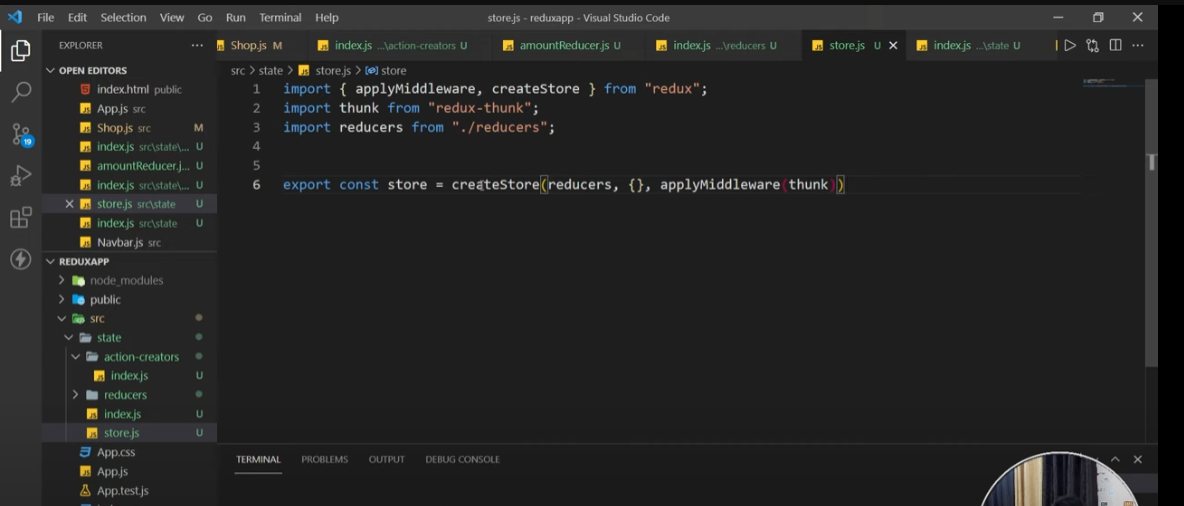 File Edit Selection View Go Run Terminal Help store.js - reduxapp - Visual Studio Code
EXPLORER ...
Shop.js M index.js ...\action-creators U amountReducer.js U index.js ...\reducers U store.js U index.js ...\state U
OPEN EDITORS
index.html public
App.js src
Shop.js src M
index.js src\state\... U
amountReducer.j... U
index.js src\state\... U
store.js src\state U
index.js src\state U
Navbar.js src
REDUXAPP
node_modules
public
src
state
action-creators
index.js U
reducers
index.js U
store.js U
App.css
App.js
App.test.js
19
src > state > store.js > store
1 import { applyMiddleware, createStore } from "redux";
2 import thunk from "redux-thunk";
3 import reducers from "./reducers";
4
5
6 export const store = createStore(reducers, {}, applyMiddleware(thunk))
TERMINAL PROBLEMS OUTPUT DEBUG CONSOLE